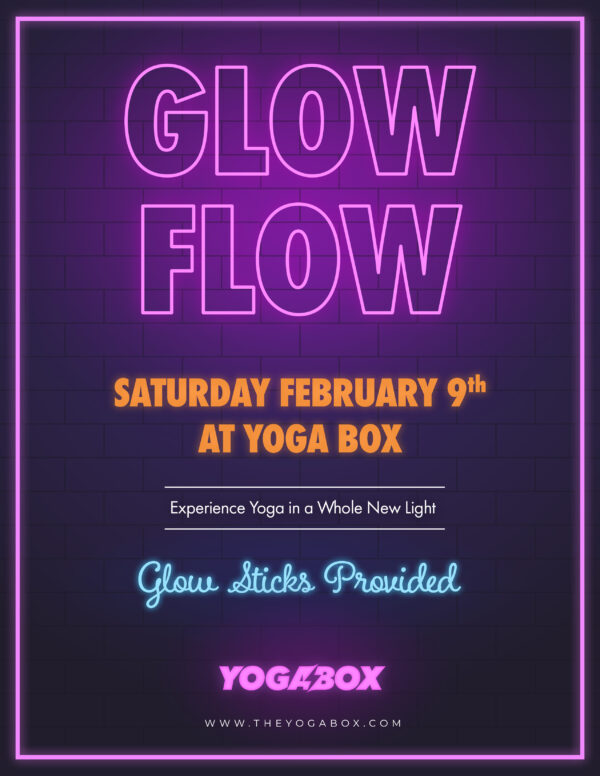 GLOW
FLOW
SATURDAY FEBRUARY 9th
AT YOGA BOX
Experience Yoga in a Whole New Light
Glow Sticks Provided
YOGABOX
WWW.THEYOGABOX.COM